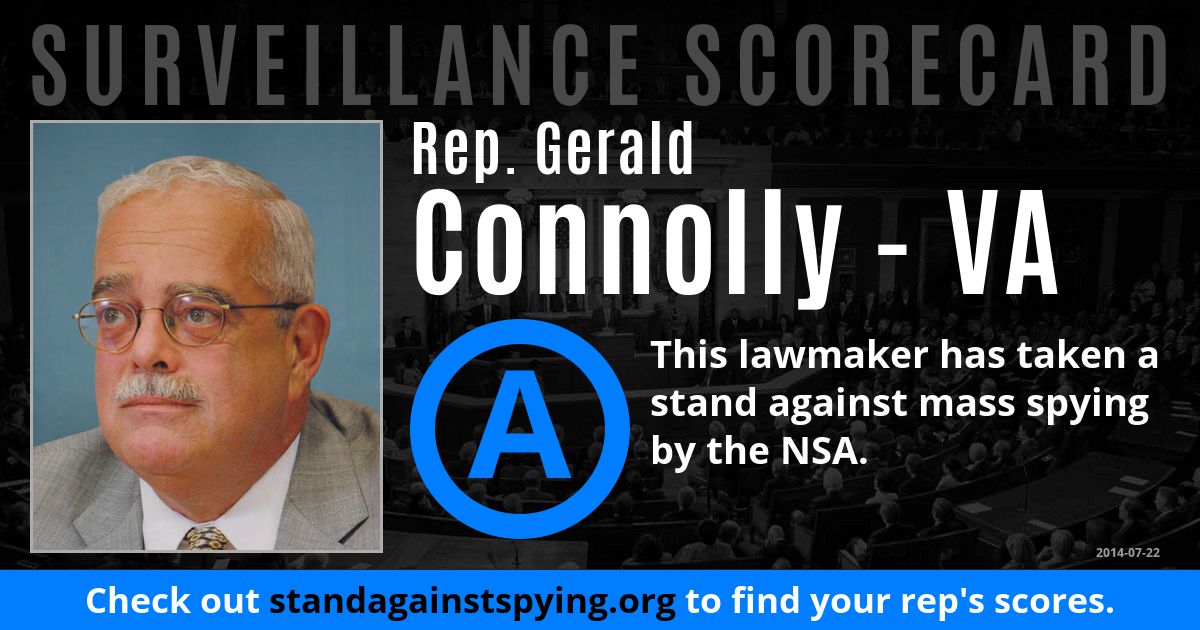 SURVEILLANCE SCORECARD
Rep. Gerald
Connolly - VA
A
This lawmaker has taken a
stand against mass spying
by the NSA.
2014-07-22
Check out standagainstspying.org to find your rep's scores.